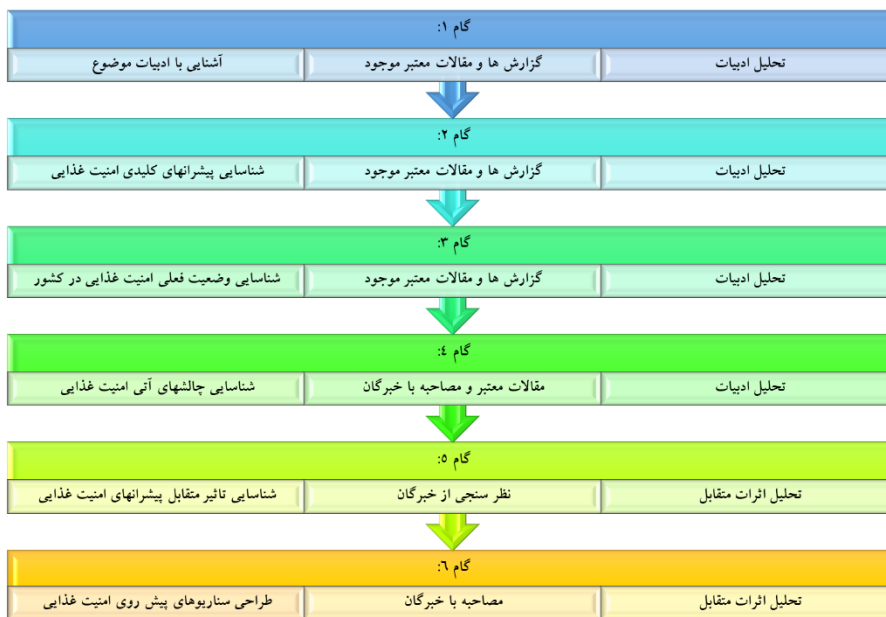 گام ۱:
تحلیل ادبیات گزارش ها و مقالات معتبر موجود آشنایی با ادبیات موضوع
گام ۲:
تحلیل ادبیات گزارش ها و مقالات معتبر موجود شناسایی پیشرانهای کلیدی امنیت غذایی
گام ۳:
تحلیل ادبیات گزارش ها و مقالات معتبر موجود شناسایی وضعیت فعلی امنیت غذایی در کشور
گام ٤:
تحلیل ادبیات مقالات معتبر و مصاحبه با خبرگان شناسایی چالشهای آتی امنیت غذایی
گام ٥:
تحلیل اثرات متقابل نظر سنجی از خبرگان شناسایی تاثیر متقابل پیشرانهای امنیت غذایی
گام ٦:
تحلیل اثرات متقابل مصاحبه با خبرگان طراحی سناریوهای پیش روی امنیت غذایی